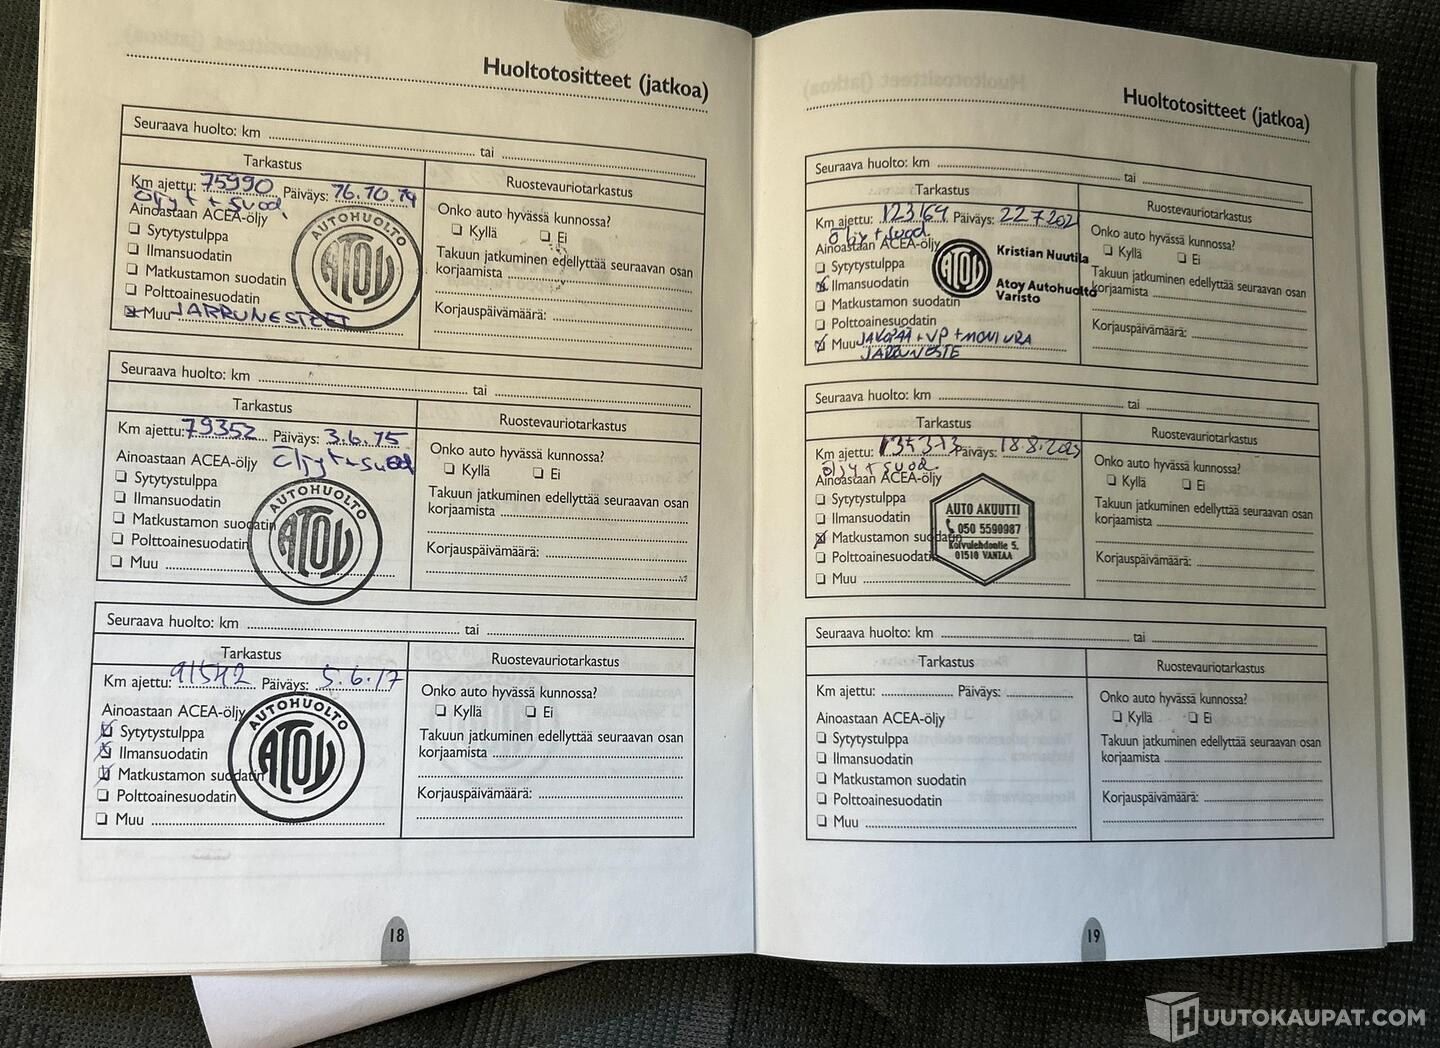 Huoltotositteet (jatkoa)
Seuraava huolto: km tai
Tarkastus
Ruostevauriotarkastus
Km ajettu: 75990 Päiväys: 16.10.14
öljyt + suod.
Ainoastaan ACEA-öljy
Sytytystulppa
Ilmansuodatin
Matkustamon suodatin
Polttoainesuodatin
Muu JARRUNESTEET
AUTOHUOLTO
ATOY
Onko auto hyvässä kunnossa?
Kyllä Ei
Takuun jatkuminen edellyttää seuraavan osan
korjaamista
Korjauspäivämäärä:
Seuraava huolto: km tai
Tarkastus
Ruostevauriotarkastus
Km ajettu: 79352 Päiväys: 3.6.15
Ainoastaan ACEA-öljy öljyt + suod
Sytytystulppa
Ilmansuodatin
Matkustamon suodatin
Polttoainesuodatin
Muu
AUTOHUOLTO
ATOY
Onko auto hyvässä kunnossa?
Kyllä Ei
Takuun jatkuminen edellyttää seuraavan osan
korjaamista
Korjauspäivämäärä:
Seuraava huolto: km tai
Tarkastus
Ruostevauriotarkastus
Km ajettu: 91542 Päiväys: 5.6.17
Ainoastaan ACEA-öljy
Sytytystulppa
Ilmansuodatin
Matkustamon suodatin
Polttoainesuodatin
Muu
AUTOHUOLTO
ATOY
Onko auto hyvässä kunnossa?
Kyllä Ei
Takuun jatkuminen edellyttää seuraavan osan
korjaamista
Korjauspäivämäärä:
18
Huoltotositteet (jatkoa)
Seuraava huolto: km tai
Tarkastus
Ruostevauriotarkastus
Km ajettu: 123164 Päiväys: 22.7.202
öljy + suod.
Ainoastaan ACEA-öljy
Sytytystulppa
Ilmansuodatin
Matkustamon suodatin
Polttoainesuodatin
Muu JAKOPÄÄ + VP + MONIURA
JARRUNESTE
ATOY
Kristian Nuutila
Atoy Autohuolto
Varisto
Onko auto hyvässä kunnossa?
Kyllä Ei
Takuun jatkuminen edellyttää seuraavan osan
korjaamista
Korjauspäivämäärä:
Seuraava huolto: km tai
Tarkastus
Ruostevauriotarkastus
Km ajettu: 135313 Päiväys: 18.8.2023
öljy + suod.
Ainoastaan ACEA-öljy
Sytytystulppa
Ilmansuodatin
Matkustamon suodatin
Polttoainesuodatin
Muu
AUTO AKUUTTI
050 5590987
Koivulehdontie 5,
01510 VANTAA
Onko auto hyvässä kunnossa?
Kyllä Ei
Takuun jatkuminen edellyttää seuraavan osan
korjaamista
Korjauspäivämäärä:
Seuraava huolto: km tai
Tarkastus
Ruostevauriotarkastus
Km ajettu: Päiväys:
Ainoastaan ACEA-öljy
Sytytystulppa
Ilmansuodatin
Matkustamon suodatin
Polttoainesuodatin
Muu
Onko auto hyvässä kunnossa?
Kyllä Ei
Takuun jatkuminen edellyttää seuraavan osan
korjaamista
Korjauspäivämäärä:
19
HUUTOKAUPAT.COM